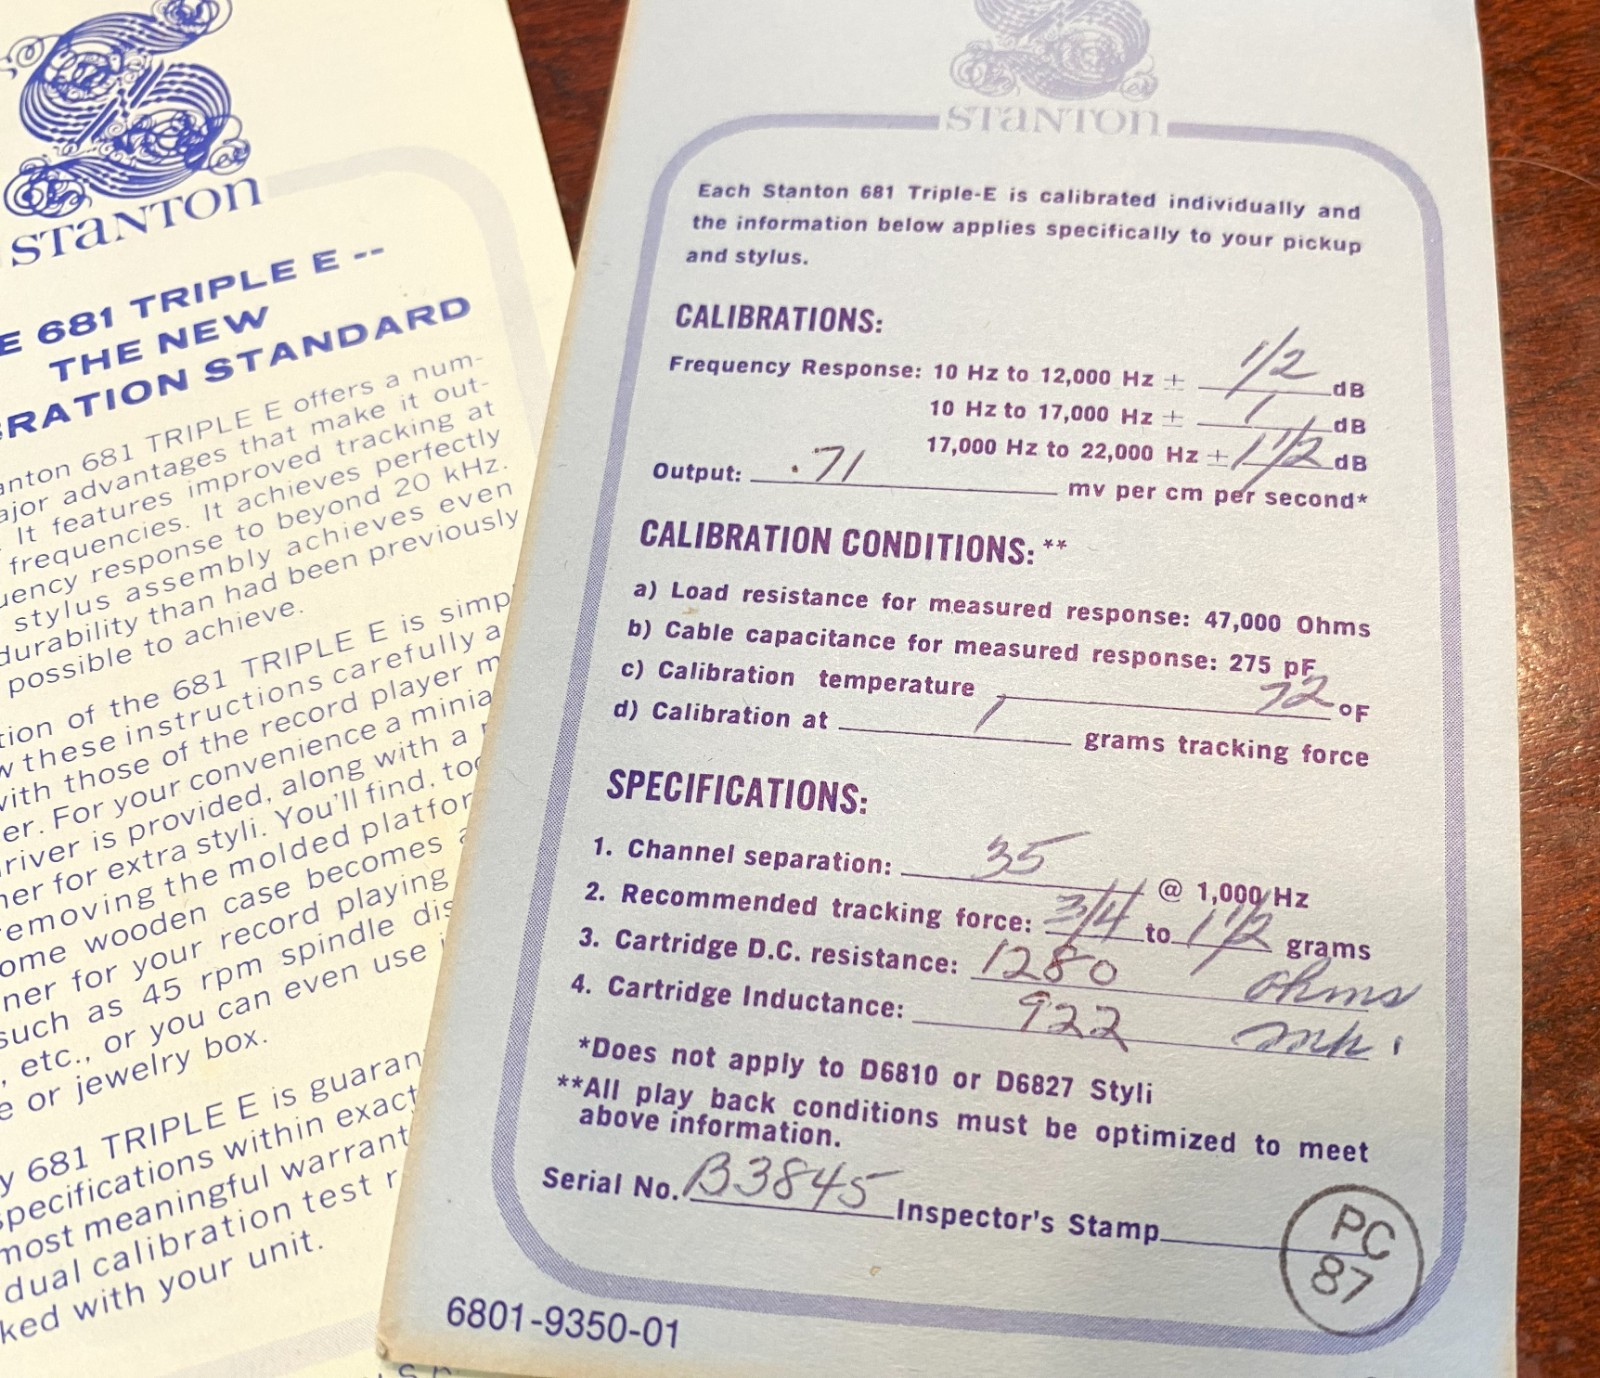 STANTON
E 681 TRIPLE E --
THE NEW
BRATION STANDARD
anton 681 TRIPLE E offers a num-
ajor advantages that make it out-
It features improved tracking at
frequencies. It achieves perfectly
uency response to beyond 20 kHz.
stylus assembly achieves even
durability than had been previously
possible to achieve.
tion of the 681 TRIPLE E is simp
w these instructions carefully a
with those of the record player m
er. For your convenience a minia
river is provided, along with a
ner for extra styli. You'll find, too
removing the molded platfor
ome wooden case becomes a
ner for your record playing
such as 45 rpm spindle dis
, etc., or you can even use i
e or jewelry box.
y 681 TRIPLE E is guaran
specifications within exact
most meaningful warrant
dual calibration test r
ked with your unit.
STANTON
Each Stanton 681 Triple-E is calibrated individually and
the information below applies specifically to your pickup
and stylus.
CALIBRATIONS:
Frequency Response: 10 Hz to 12,000 Hz ± 1/2 dB
10 Hz to 17,000 Hz ± 1 dB
17,000 Hz to 22,000 Hz ± 1 1/2 dB
Output: .71 mv per cm per second*
CALIBRATION CONDITIONS: **
a) Load resistance for measured response: 47,000 Ohms
b) Cable capacitance for measured response: 275 pF
c) Calibration temperature 72 °F
d) Calibration at 1 grams tracking force
SPECIFICATIONS:
1. Channel separation: 35 @ 1,000 Hz
2. Recommended tracking force: 3/4 to 1 1/2 grams
3. Cartridge D.C. resistance: 1280 ohms
4. Cartridge Inductance: 922 mh.
*Does not apply to D6810 or D6827 Styli
**All play back conditions must be optimized to meet
above information.
Serial No. B3845 Inspector's Stamp PC 87
6801-9350-01